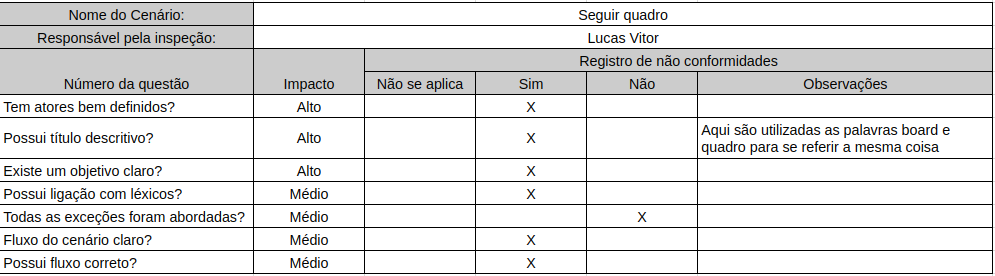 Nome do Cenário: Seguir quadro
Responsável pela inspeção: Lucas Vitor
Registro de não conformidades
Número da questão Impacto Não se aplica Sim Não Observações
Tem atores bem definidos? Alto X
Possui título descritivo? Alto X Aqui são utilizadas as palavras board e
quadro para se referir a mesma coisa
Existe um objetivo claro? Alto X
Possui ligação com léxicos? Médio X
Todas as exceções foram abordadas? Médio X
Fluxo do cenário claro? Médio X
Possui fluxo correto? Médio X